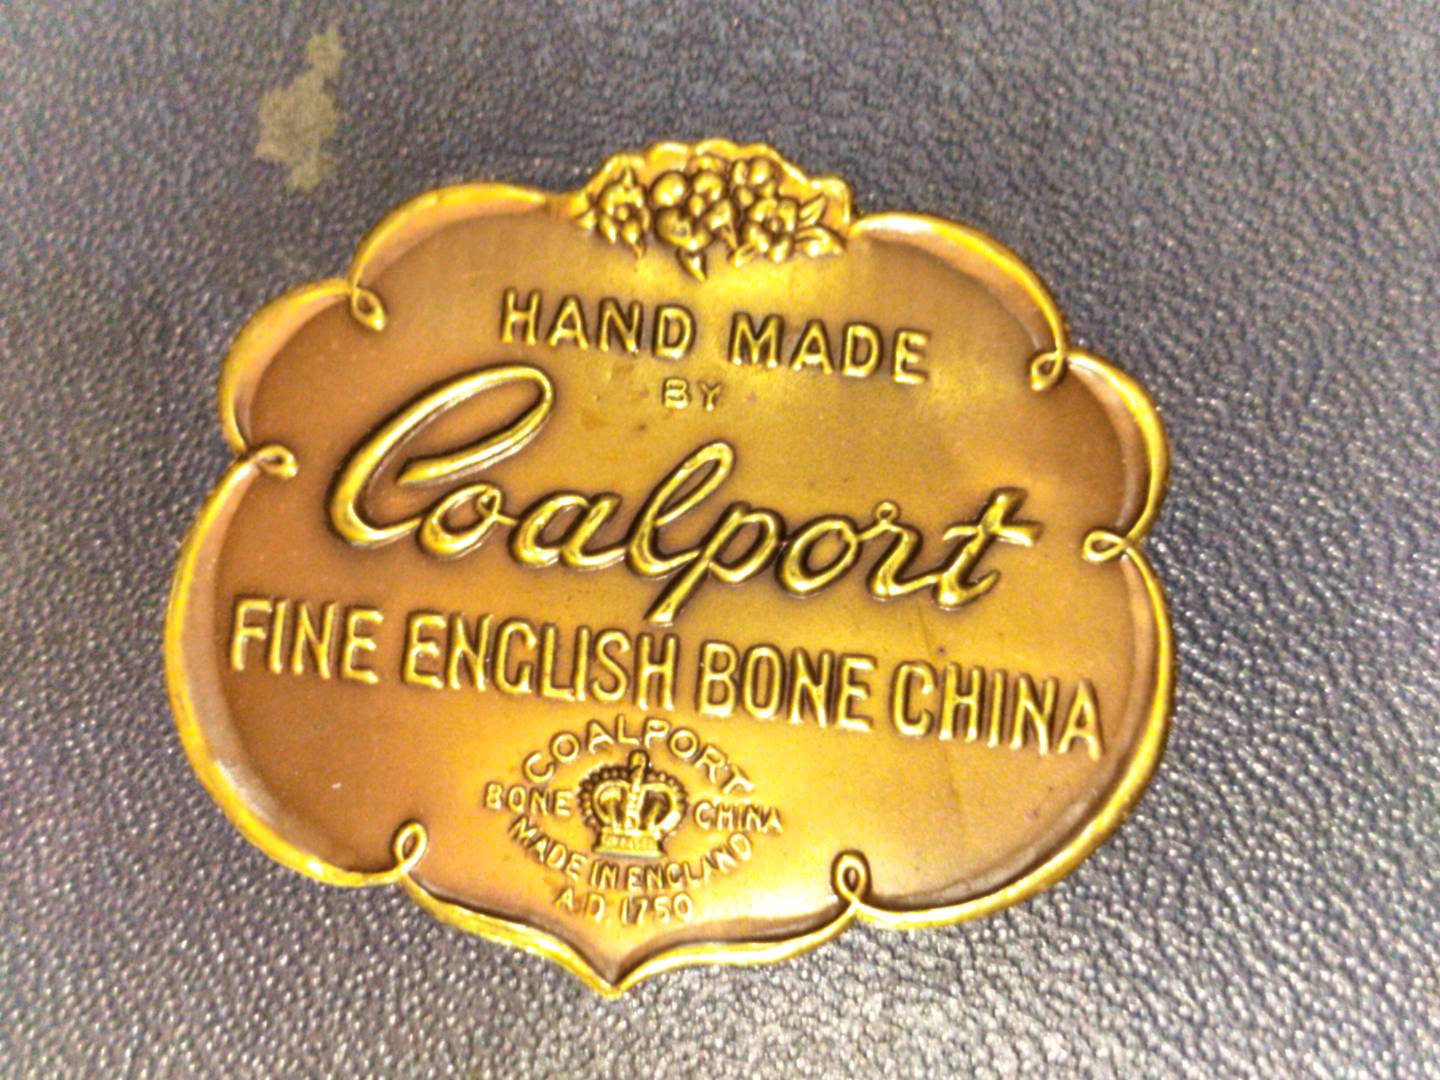 HAND MADE
BY
Coalport
FINE ENGLISH BONE CHINA
COALPORT
BONE CHINA
MADE IN ENGLAND
A.D. 1750